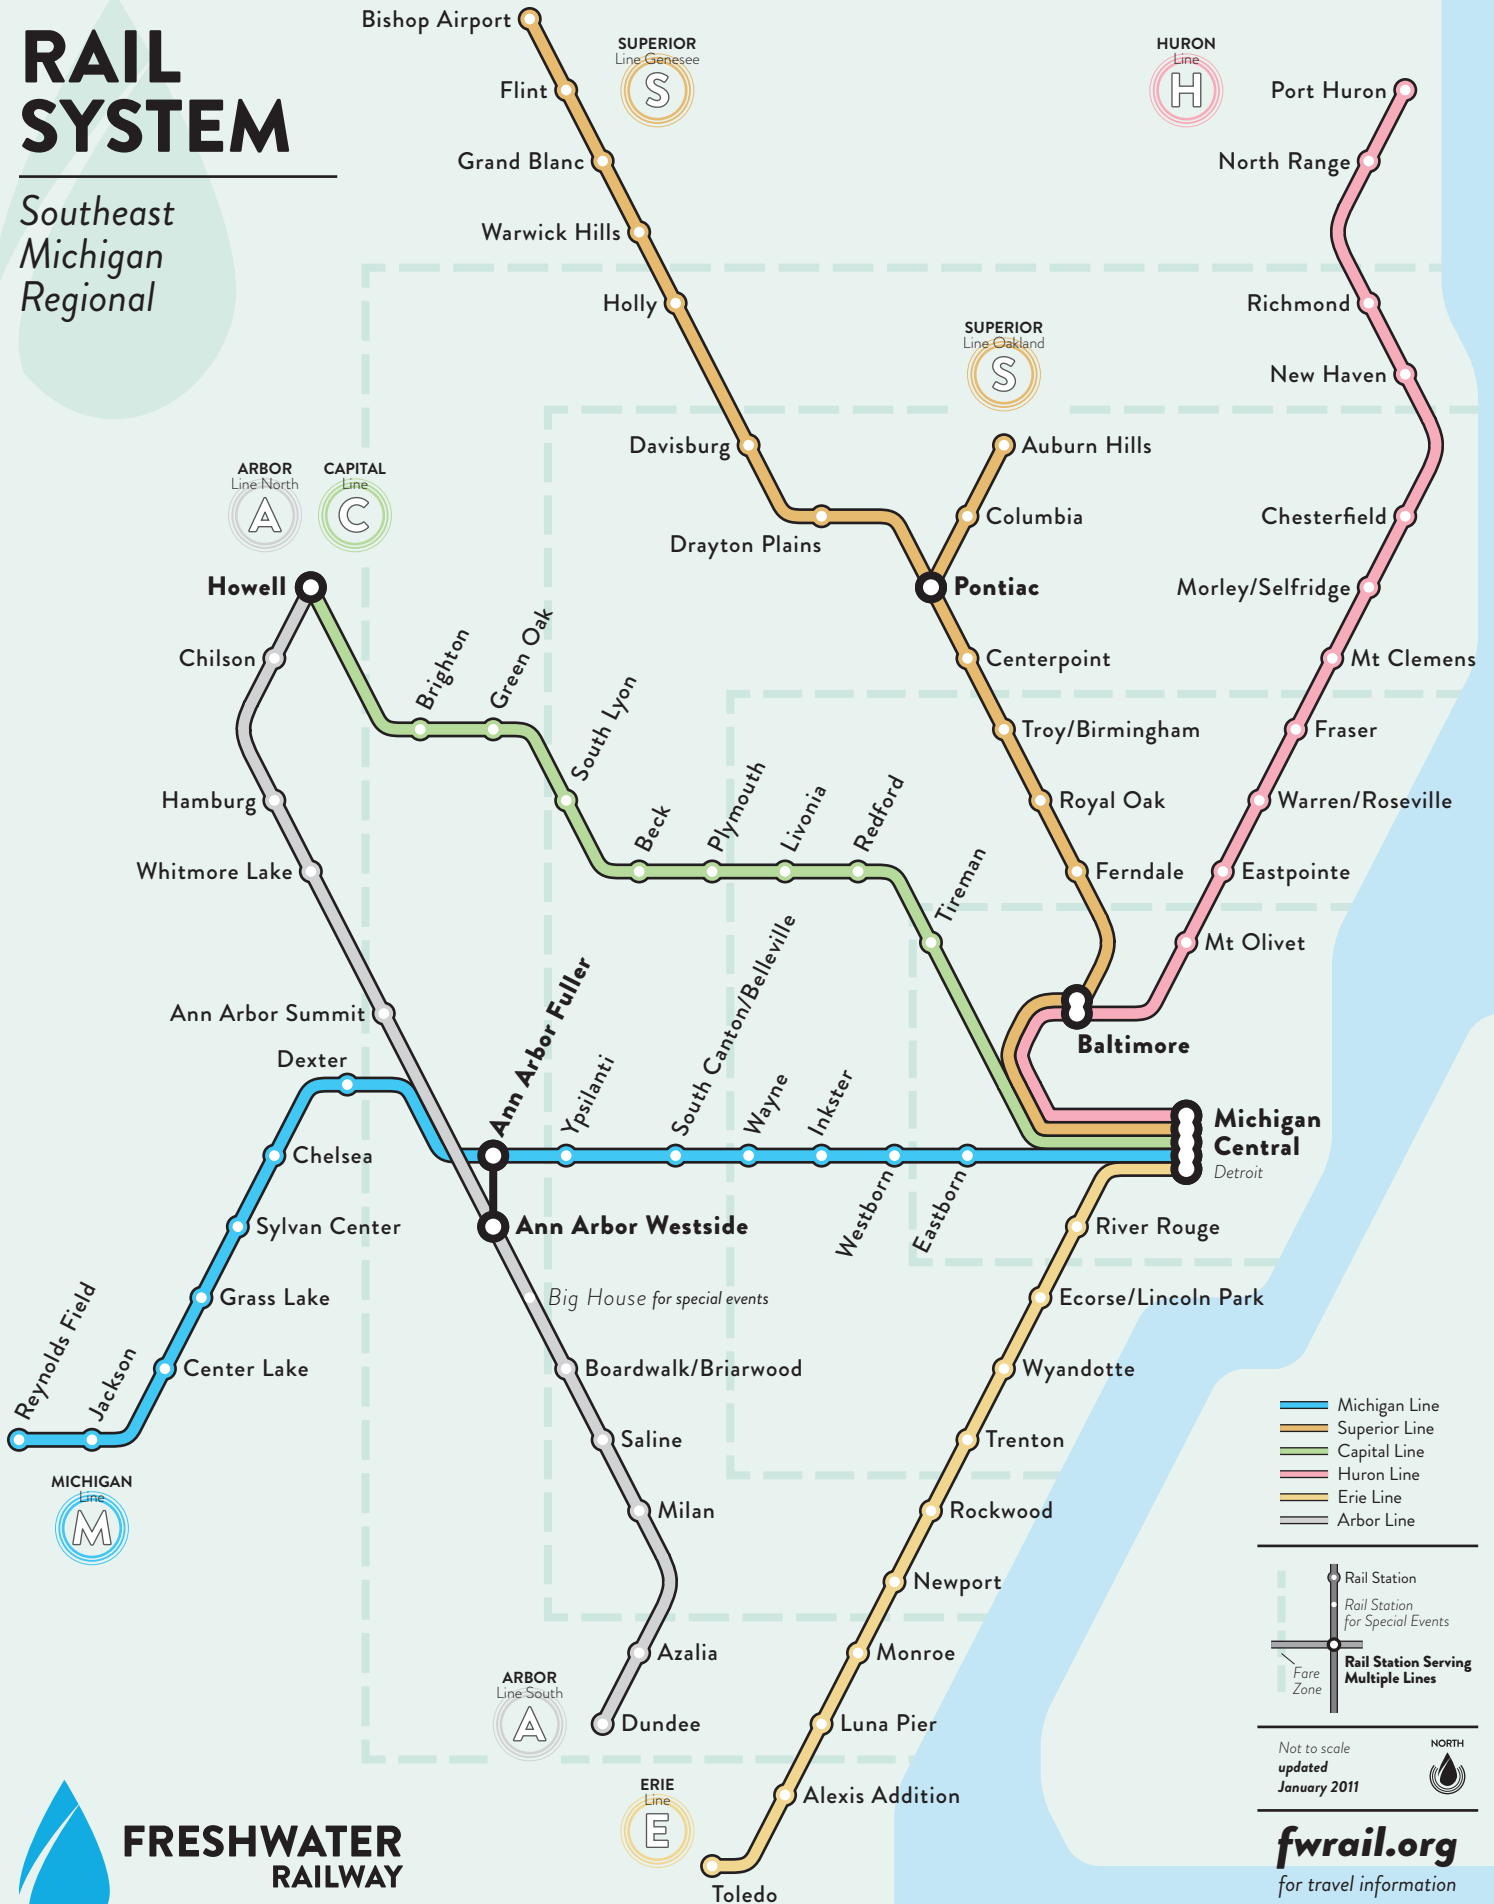 RAIL
SYSTEM
Southeast
Michigan
Regional
Bishop Airport
SUPERIOR
Line Genesee
S
Flint
Grand Blanc
Warwick Hills
Holly
HURON
Line
H
Port Huron
North Range
Richmond
New Haven
SUPERIOR
Line Oakland
S
Davisburg
Auburn Hills
Drayton Plains
Columbia
Chesterfield
Pontiac
Morley/Selfridge
ARBOR
Line North
A
CAPITAL
Line
C
Howell
Chilson
Brighton
Green Oak
South Lyon
Centerpoint
Mt Clemens
Troy/Birmingham
Fraser
Hamburg
Beck
Plymouth
Livonia
Redford
Royal Oak
Warren/Roseville
Whitmore Lake
Tireman
Ferndale
Eastpointe
Mt Olivet
Ann Arbor Summit
Baltimore
Dexter
Ann Arbor Fuller
Ypsilanti
South Canton/Belleville
Wayne
Inkster
Westborn
Eastborn
Michigan
Central
Detroit
Chelsea
Sylvan Center
Ann Arbor Westside
River Rouge
Grass Lake
Big House for special events
Ecorse/Lincoln Park
Reynolds Field
Jackson
Center Lake
Boardwalk/Briarwood
Wyandotte
Saline
Trenton
MICHIGAN
Line
M
Milan
Rockwood
Newport
Azalia
Monroe
ARBOR
Line South
A
Dundee
Luna Pier
ERIE
Line
E
Alexis Addition
Toledo
Michigan Line
Superior Line
Capital Line
Huron Line
Erie Line
Arbor Line
Rail Station
Rail Station
for Special Events
Rail Station Serving
Multiple Lines
Fare
Zone
Not to scale
updated
January 2011
NORTH
fwrail.org
for travel information
FRESHWATER
RAILWAY